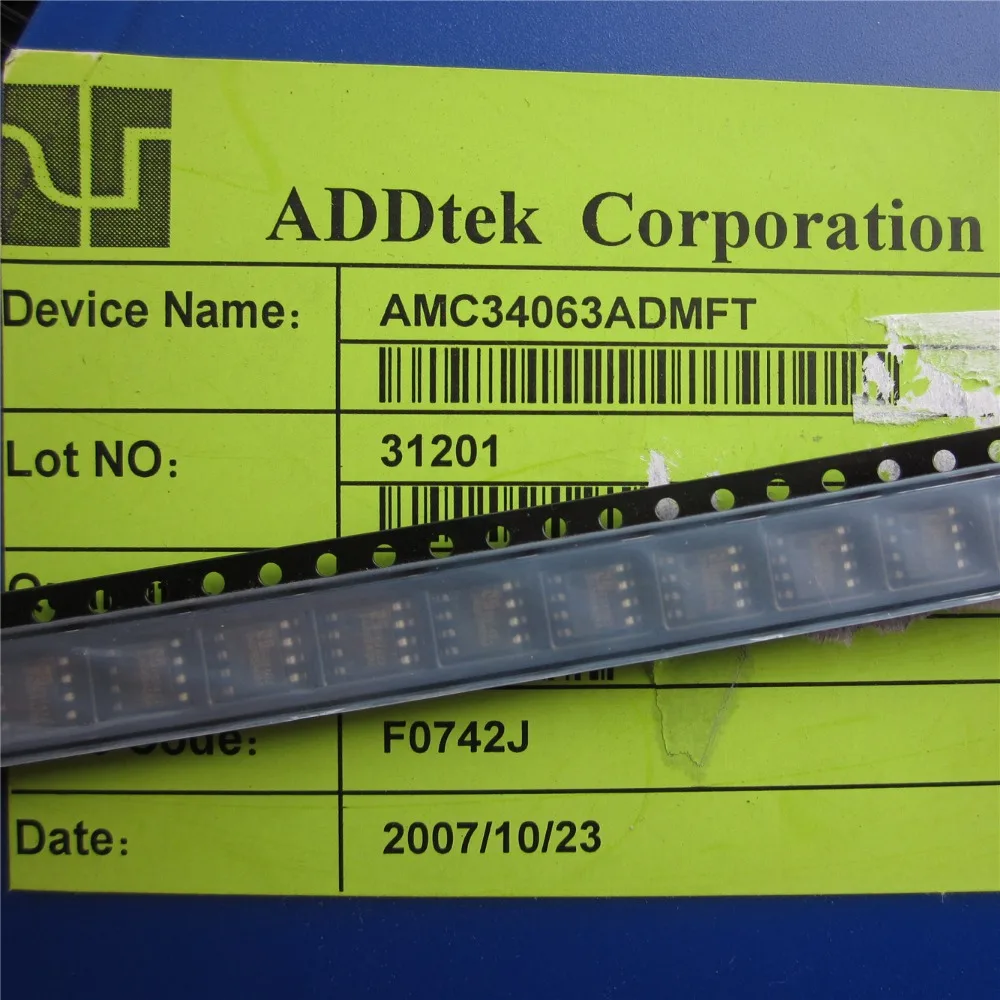 ADDtek Corporation
Device Name: AMC34063ADMFT
Lot NO: 31201
Code: F0742J
Date: 2007/10/23